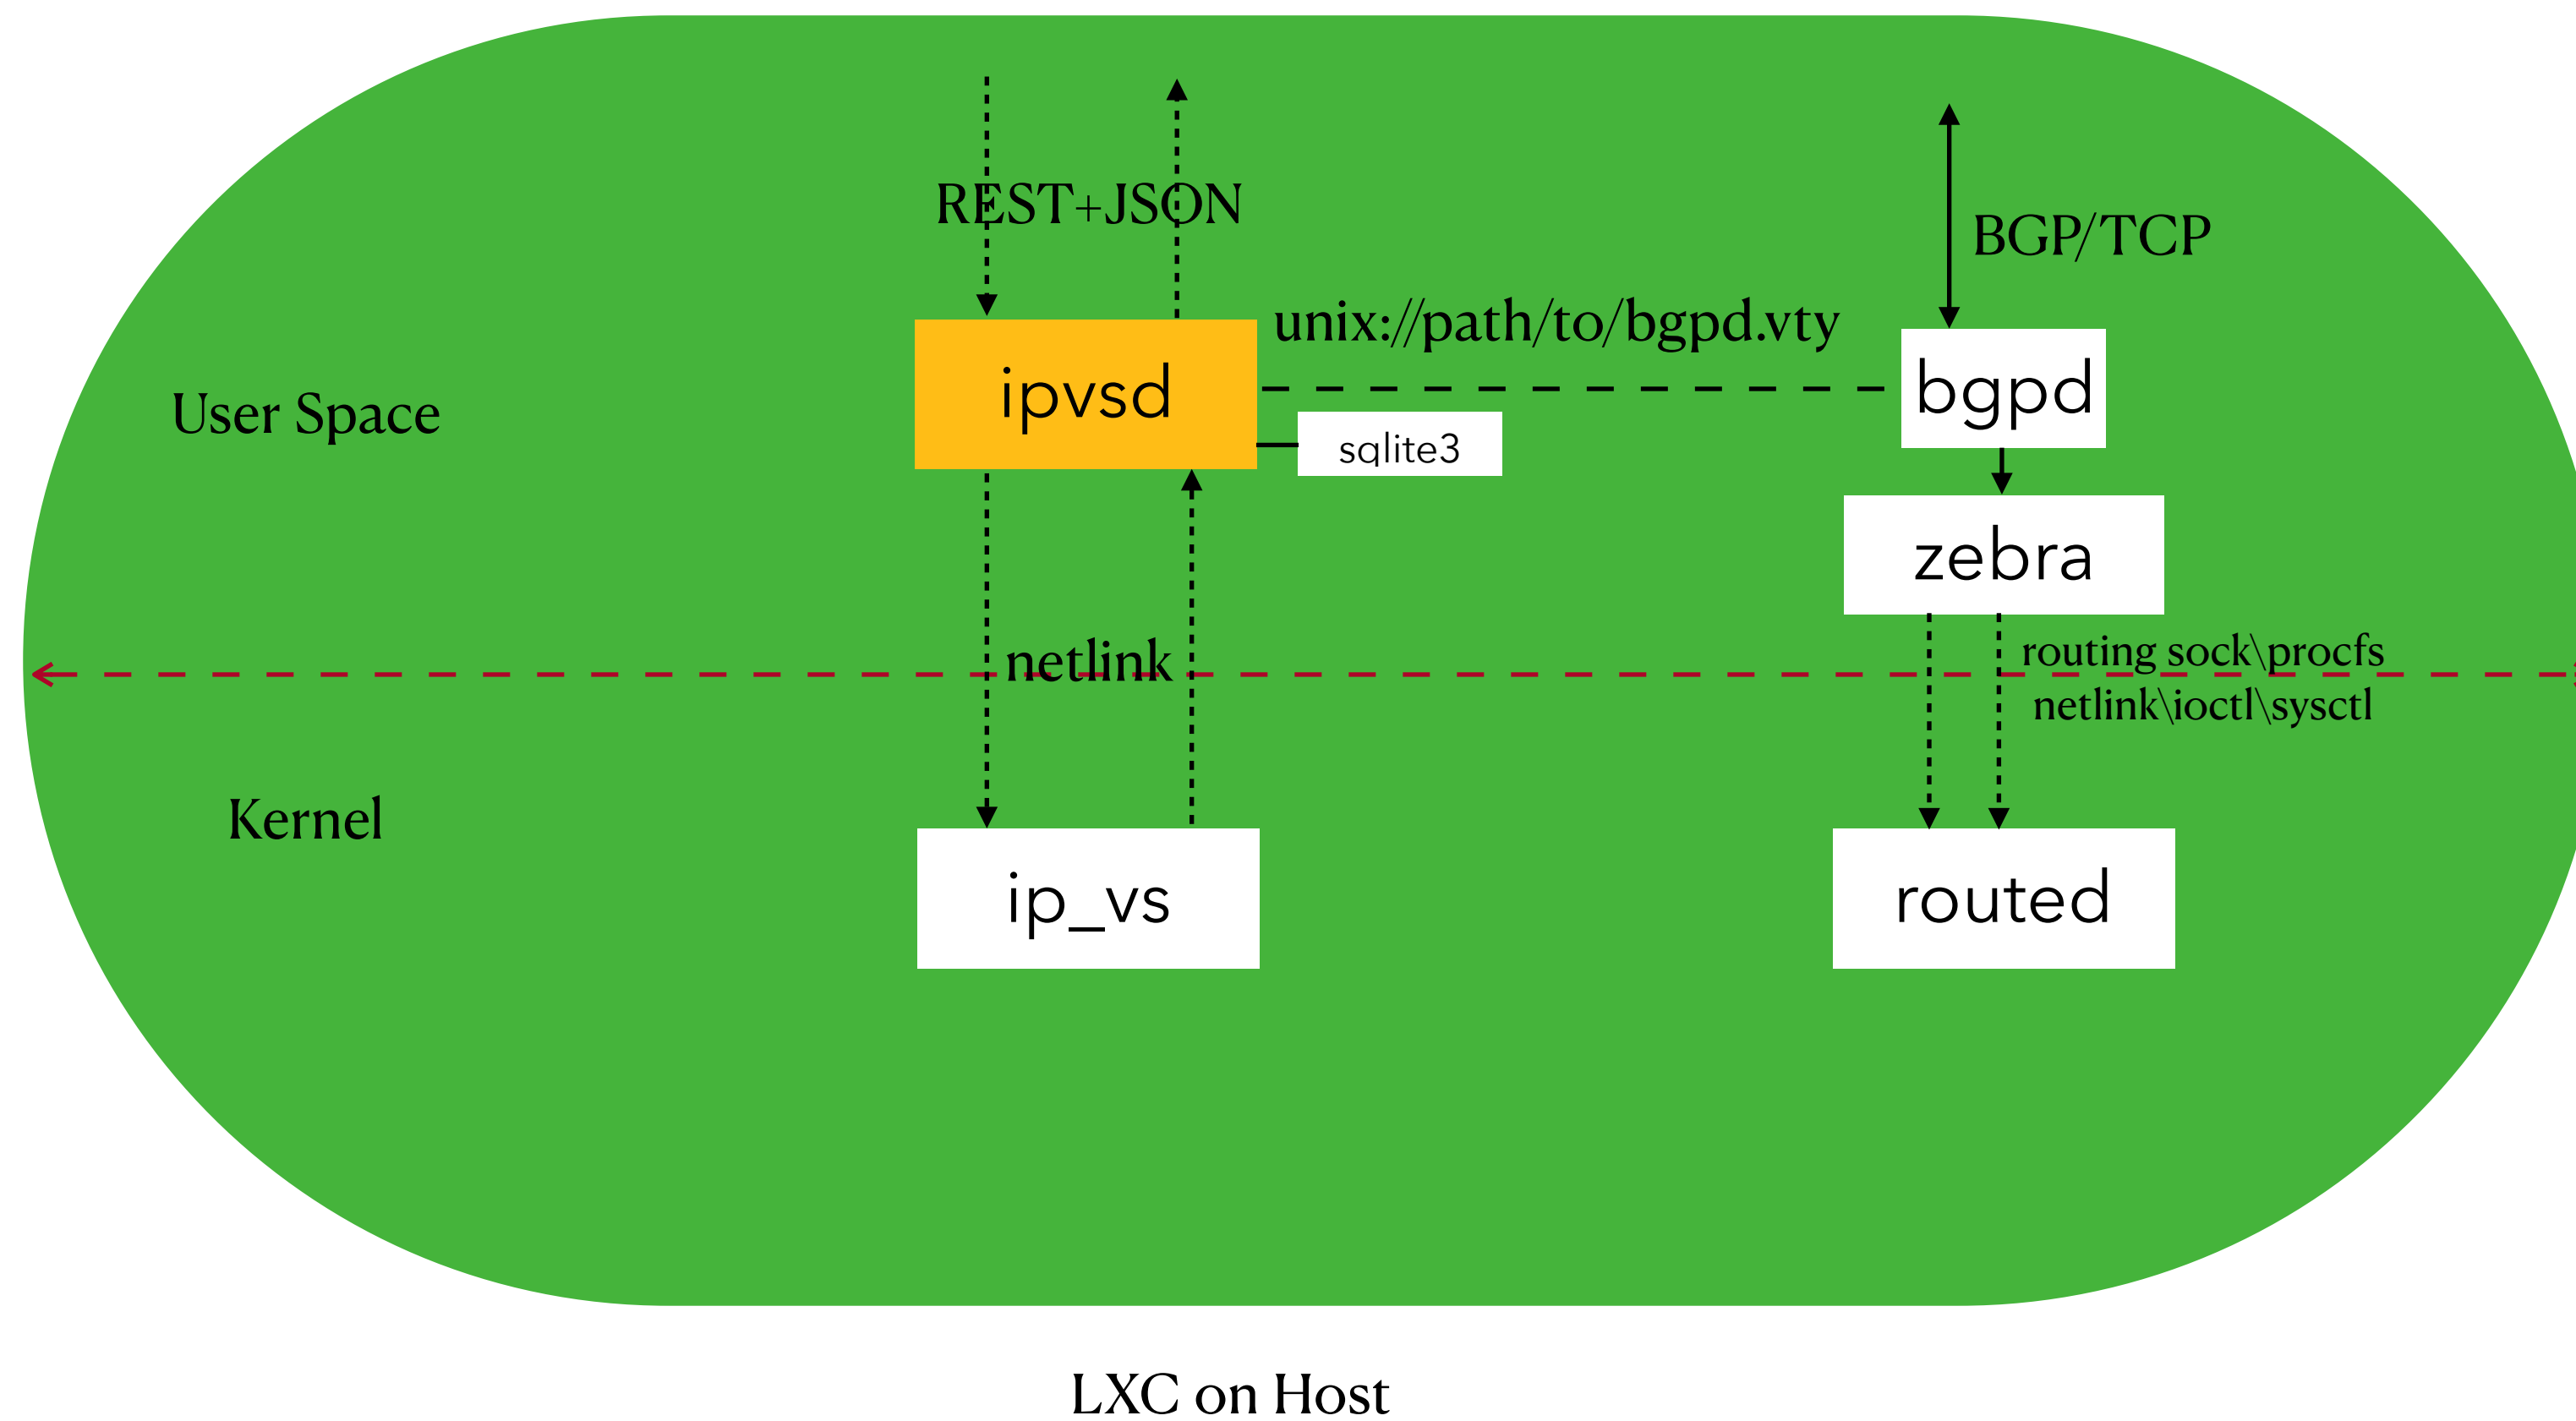 REST+JSON
BGP/TCP
unix://path/to/bgpd.vty
ipvsd
bgpd
User Space
sqlite3
zebra
netlink
routing sock\procfs
netlink\ioctl\sysctl
Kernel
ip_vs
routed
LXC on Host